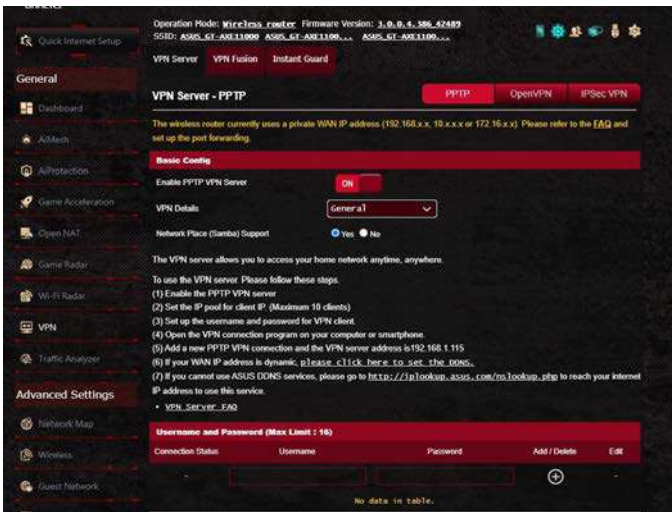 Operation Mode: Wireless router Firmware Version: 3.0.0.4.386_42489
SSID: ASUS_GT-AXE11000 ASUS_GT-AXE1100... ASUS_GT-AXE1100...
Quick Internet Setup
VPN Server VPN Fusion Instant Guard
General
VPN Server - PPTP
PPTP OpenVPN IPSec VPN
Dashboard
The wireless router currently uses a private WAN IP address (192.168.x.x, 10.x.x.x or 172.16.x.x). Please refer to the FAQ and
set up the port forwarding.
AiMesh
Basic Config
AiProtection
Enable PPTP VPN Server ON
Game Acceleration
VPN Details General
Open NAT
Network Place (Samba) Support Yes No
Game Radar
The VPN server allows you to access your home network anytime, anywhere.
To use the VPN server. Please follow these steps.
(1) Enable the PPTP VPN server
Wi-Fi Radar
(2) Set the IP pool for client IP. (Maximum 10 clients)
(3) Set up the username and password for VPN client.
VPN
(4) Open the VPN connection program on your computer or smartphone.
(5) Add a new PPTP VPN connection and the VPN server address is192.168.1.115
Traffic Analyzer
(6) If your WAN IP address is dynamic, please click here to set the DDNS.
(7) If you cannot use ASUS DDNS services, please go to http://iplookup.asus.com/nslookup.php to reach your internet
IP address to use this service.
Advanced Settings
• VPN Server FAQ
Network Map
Username and Password (Max Limit : 16)
Wireless
Connection Status Username Password Add / Delete Edit
Guest Network
- -
No data in table.